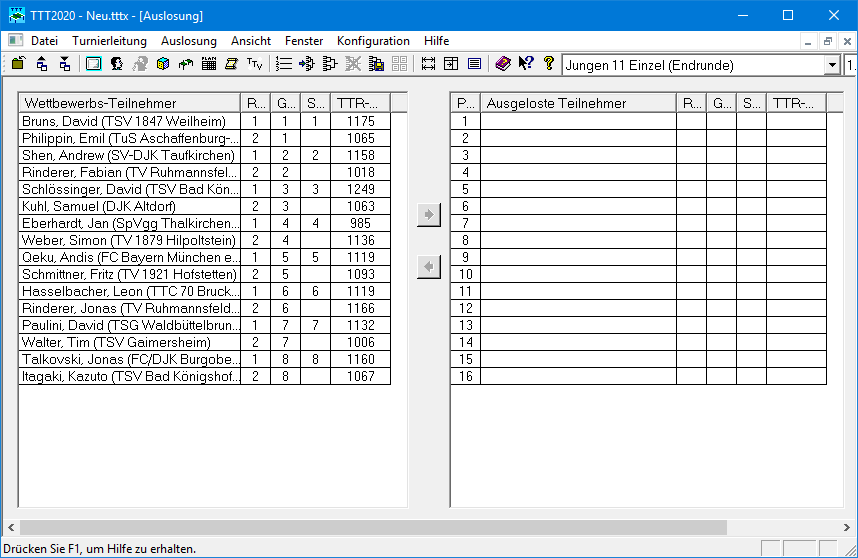 TTT2020 - Neu.tttx - [Auslosung]
Datei Turnierleitung Auslosung Ansicht Fenster Konfiguration Hilfe
Jungen 11 Einzel (Endrunde) 1.
Wettbewerbs-Teilnehmer R... G... S... TTR-...
Bruns, David (TSV 1847 Weilheim) 1 1 1 1175
Philippin, Emil (TuS Aschaffenburg-... 2 1 1065
Shen, Andrew (SV-DJK Taufkirchen) 1 2 2 1158
Rinderer, Fabian (TV Ruhmannsfel... 2 2 1018
Schlössinger, David (TSV Bad Kön... 1 3 3 1249
Kuhl, Samuel (DJK Altdorf) 2 3 1063
Eberhardt, Jan (SpVgg Thalkirchen... 1 4 4 985
Weber, Simon (TV 1879 Hilpoltstein) 2 4 1136
Qeku, Andis (FC Bayern München e... 1 5 5 1119
Schmittner, Fritz (TV 1921 Hofstetten) 2 5 1093
Hasselbacher, Leon (TTC 70 Bruck... 1 6 6 1119
Rinderer, Jonas (TV Ruhmannsfeld... 2 6 1166
Paulini, David (TSG Waldbüttelbrun... 1 7 7 1132
Walter, Tim (TSV Gaimersheim) 2 7 1006
Talkovski, Jonas (FC/DJK Burgobe... 1 8 8 1160
Itagaki, Kazuto (TSV Bad Königshof... 2 8 1067
P... Ausgeloste Teilnehmer R... G... S... TTR-...
1
2
3
4
5
6
7
8
9
10
11
12
13
14
15
16
Drücken Sie F1, um Hilfe zu erhalten.